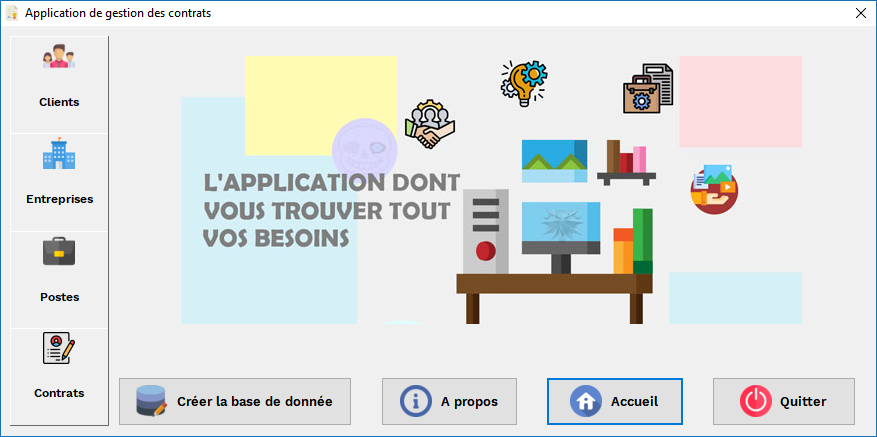 Application de gestion des contrats
Clients
Entreprises
Postes
Contrats
L'APPLICATION DONT
VOUS TROUVER TOUT
VOS BESOINS
Créer la base de donnée
A propos
Accueil
Quitter